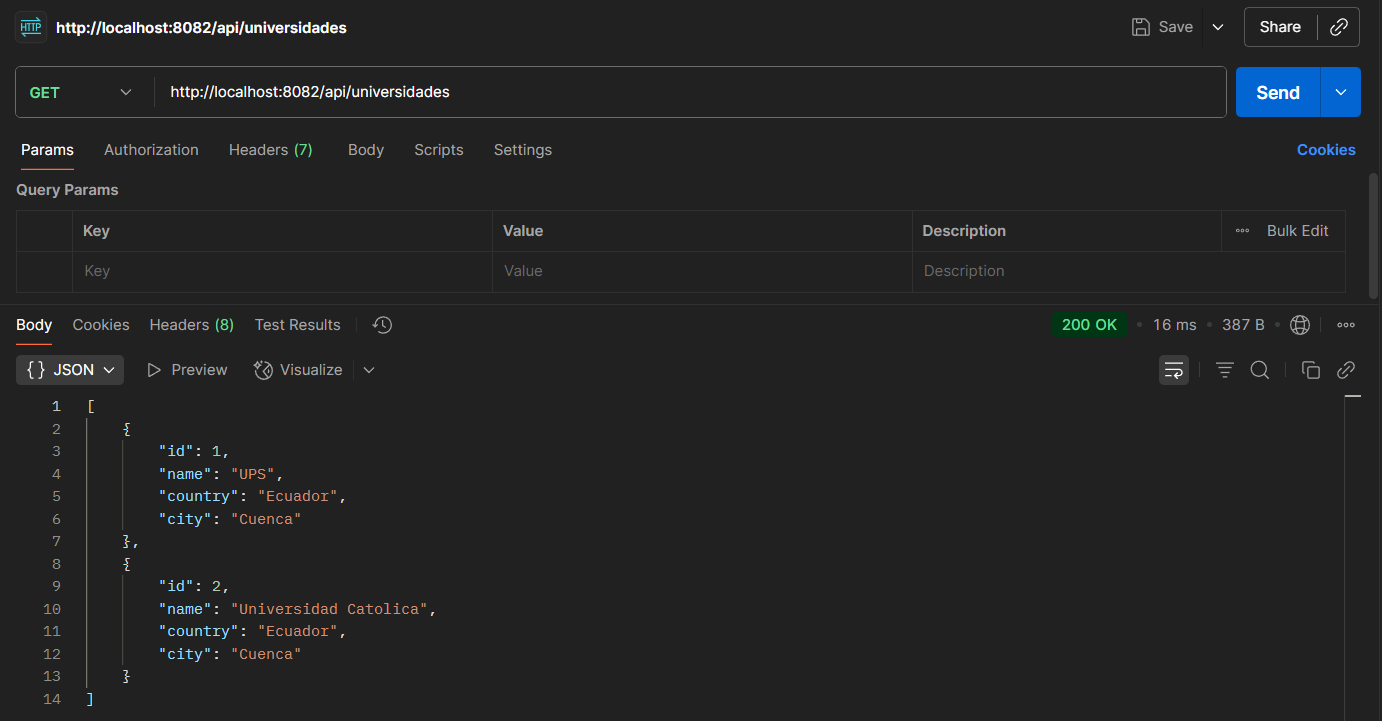 HTTP http://localhost:8082/api/universidades Save Share
GET http://localhost:8082/api/universidades Send
Params Authorization Headers (7) Body Scripts Settings Cookies
Query Params
Key Value Description Bulk Edit
Key Value Description
Body Cookies Headers (8) Test Results 200 OK • 16 ms • 387 B •
{} JSON Preview Visualize
1 [
2 {
3 "id": 1,
4 "name": "UPS",
5 "country": "Ecuador",
6 "city": "Cuenca"
7 },
8 {
9 "id": 2,
10 "name": "Universidad Catolica",
11 "country": "Ecuador",
12 "city": "Cuenca"
13 }
14 ]